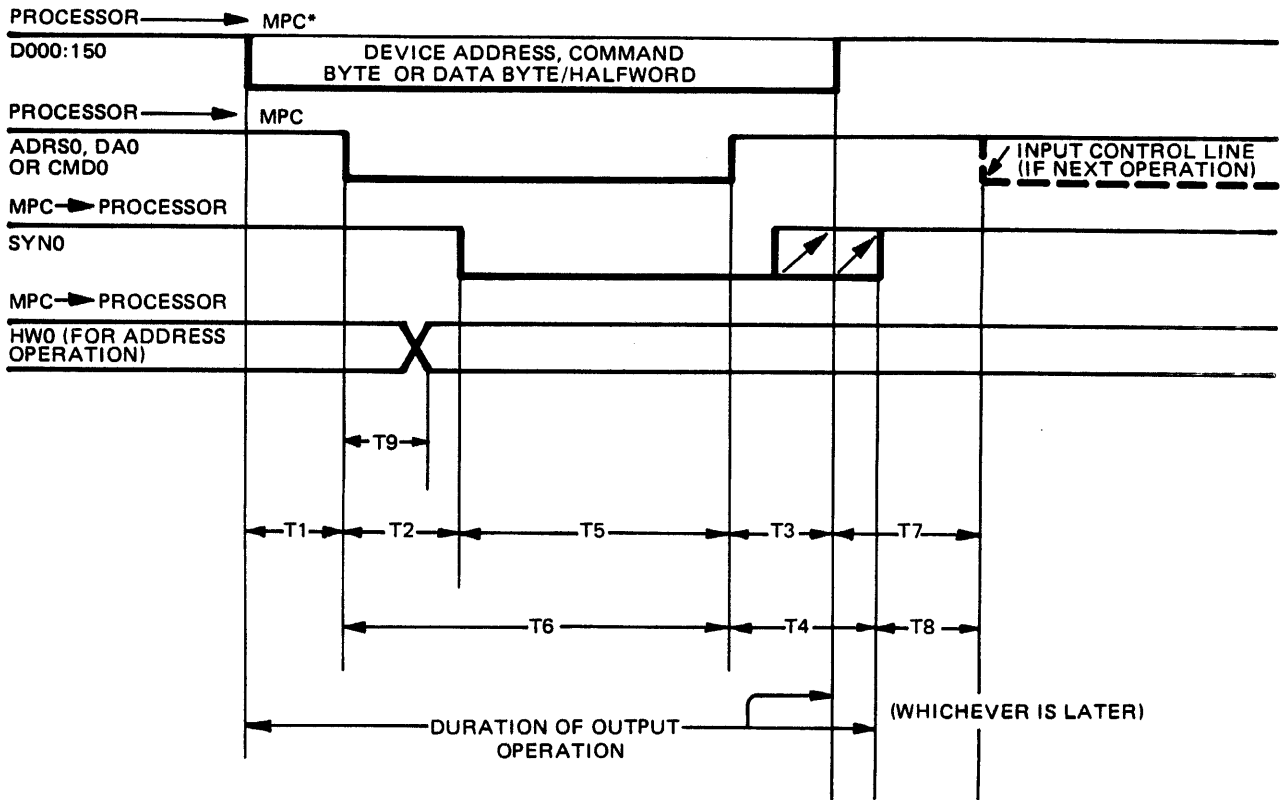 PROCESSOR MPC*
D000:150
DEVICE ADDRESS, COMMAND
BYTE OR DATA BYTE/HALFWORD
PROCESSOR MPC
ADRS0, DA0
OR CMD0
INPUT CONTROL LINE
(IF NEXT OPERATION)
MPC PROCESSOR
SYN0
MPC PROCESSOR
HW0 (FOR ADDRESS
OPERATION)
T9
T1 T2 T5 T3 T7
T6 T4 T8
(WHICHEVER IS LATER)
DURATION OF OUTPUT
OPERATION